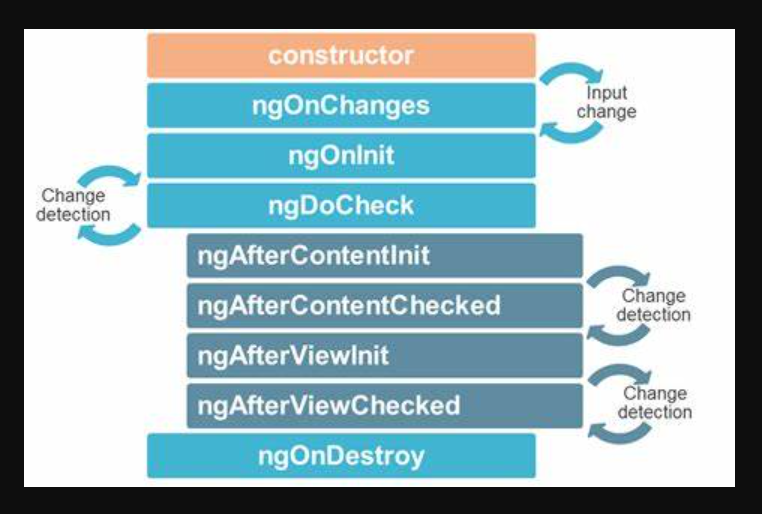 constructor
ngOnChanges
Input
change
ngOnInit
ngDoCheck
Change
detection
ngAfterContentInit
ngAfterContentChecked
Change
detection
ngAfterViewInit
ngAfterViewChecked
Change
detection
ngOnDestroy